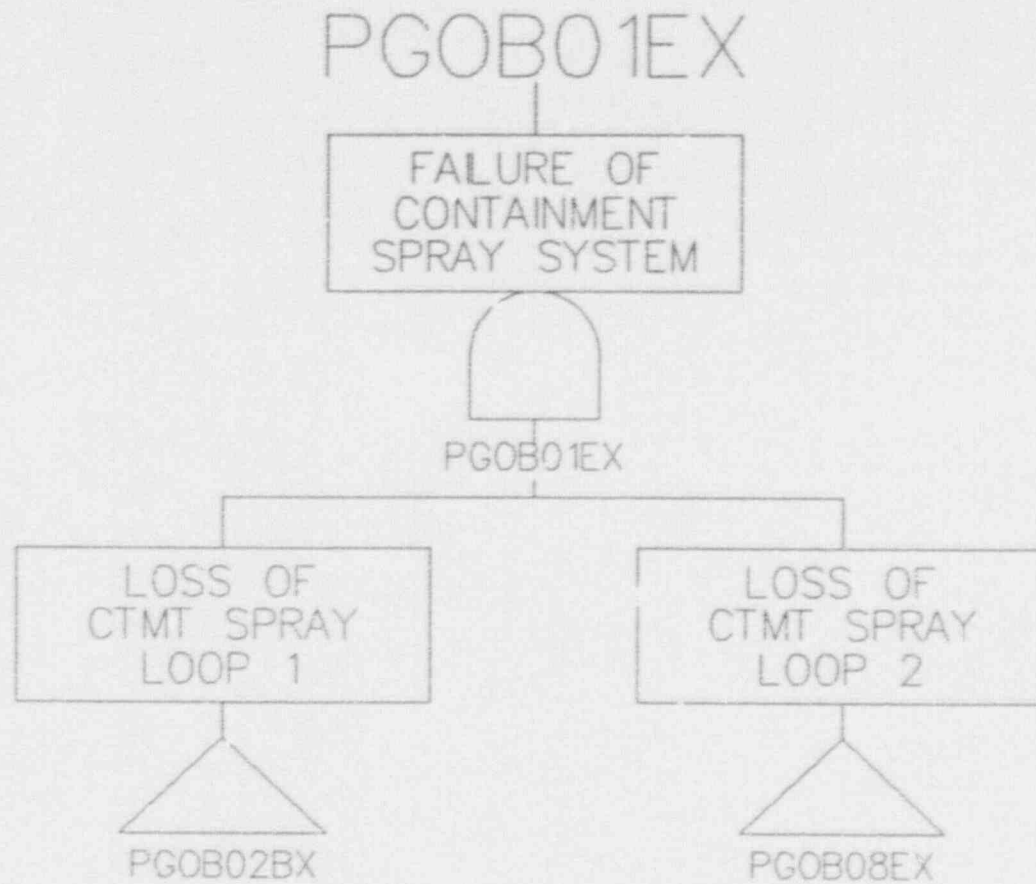 PGOB01EX
FAILURE OF
CONTAINMENT
SPRAY SYSTEM
PGOB01EX
LOSS OF
CTMT SPRAY
LOOP 1
PGOB02BX
LOSS OF
CTMT SPRAY
LOOP 2
PGOB08EX